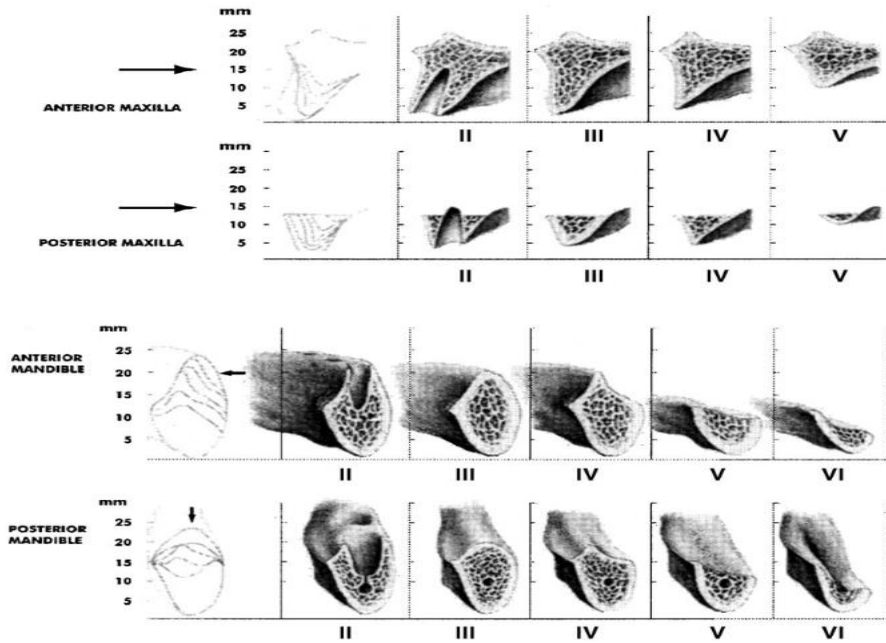 mm
25
20
15
10
5
ANTERIOR MAXILLA
II III IV V
mm
25
20
15
10
5
POSTERIOR MAXILLA
II III IV V
mm
ANTERIOR
MANDIBLE
25
20
15
10
5
II III IV V VI
mm
POSTERIOR
MANDIBLE
25
20
15
10
5
II III IV V VI